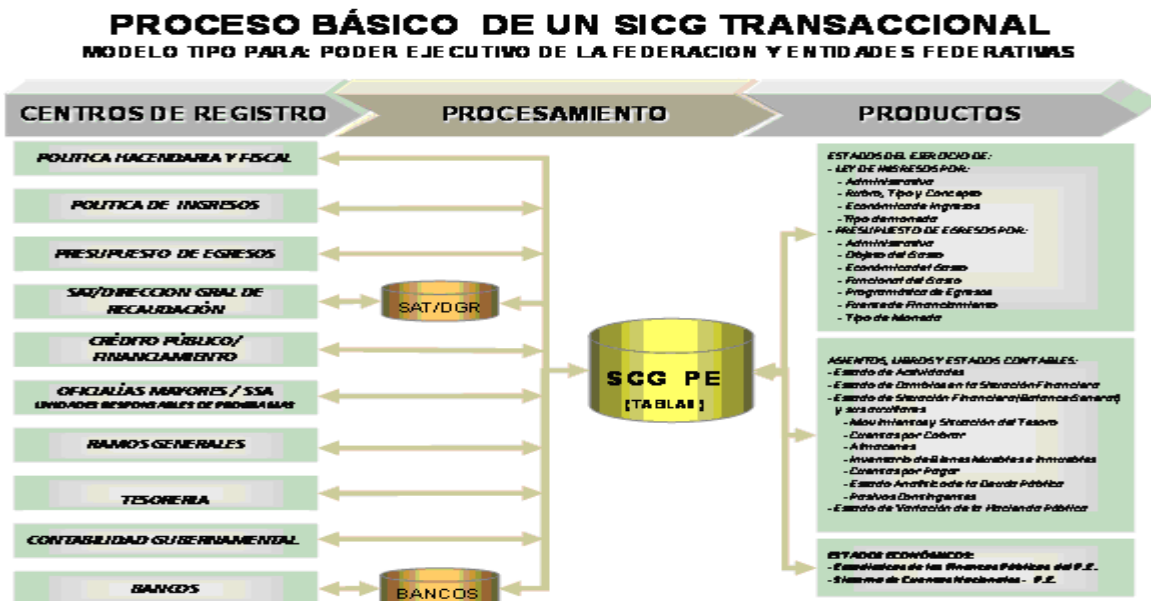 PROCESO BÁSICO DE UN SICG TRANSACCIONAL
MODELO TIPO PARA: PODER EJECUTIVO DE LA FEDERACION Y ENTIDADES FEDERATIVAS
CENTROS DE REGISTRO
PROCESAMIENTO
PRODUCTOS
POLITICA HACENDARIA Y FISCAL
POLITICA DE INGRESOS
PRESUPUESTO DE EGRESOS
SAT/DIRECCION GRAL DE
RECAUDACIÓN
CRÉDITO PÚBLICO/
FINANCIAMIENTO
OFICIALÍAS MAYORES / SSA
UNIDADES RESPONSABLES DE PROGRAMAS
RAMOS GENERALES
TESORERIA
CONTABILIDAD GUBERNAMENTAL
BANCOS
SAT/DGR
BANCOS
SCG PE
(TABLAS)
ESTADOS DEL EJERCICIO DE:
- LEY DE INGRESOS POR:
- Administrativa
- Rubro, Tipo y Concepto
- Económica de Ingresos
- Tipo de moneda
- PRESUPUESTO DE EGRESOS POR:
- Administrativa
- Objeto del Gasto
- Económica del Gasto
- Funcional del Gasto
- Programática de Egresos
- Fuente de Financiamiento
- Tipo de Moneda
ASIENTOS, LIBROS Y ESTADOS CONTABLES:
- Estado de Actividades
- Estado de Cambios en la Situación Financiera
- Estado de Situación Financiera (Balance General)
y sus auxiliares
- Movimientos y Situación del Tesoro
- Cuentas por Cobrar
- Almacenes
- Inventario de Bienes Muebles e Inmuebles
- Cuentas por Pagar
- Estado Analítico de la Deuda Pública
- Pasivos Contingentes
- Estado de Variación de la Hacienda Pública
ESTADOS ECONÓMICOS:
- Estadísticas de las Finanzas Públicas del P.E.
- Sistema de Cuentas Nacionales - P.E.